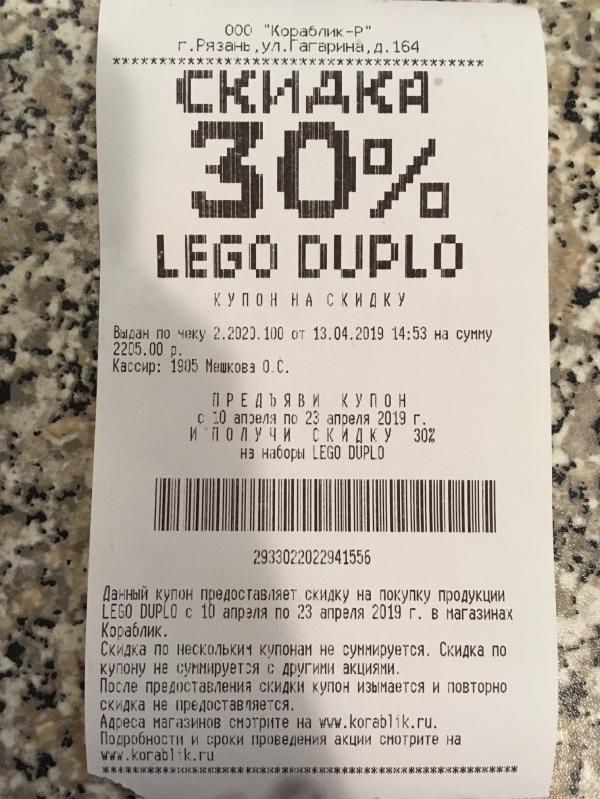 ООО "Кораблик-Р"
г.Рязань,ул.Гагарина,д.164
****************************************
СКИДКА
30%
LEGO DUPLO
КУПОН НА СКИДКУ
Выдан по чеку 2.2020.100 от 13.04.2019 14:53 на сумму
2205.00 р.
Кассир: 1905 Мешкова О.С.
ПРЕДЪЯВИ КУПОН
с 10 апреля по 23 апреля 2019 г.
И ПОЛУЧИ СКИДКУ 30%
на наборы LEGO DUPLO
2933022022941556
Данный купон предоставляет скидку на покупку продукции
LEGO DUPLO с 10 апреля по 23 апреля 2019 г. в магазинах
Кораблик.
Скидка по нескольким купонам не суммируется. Скидка по
купону не суммируется с другими акциями.
После предоставления скидки купон изымается и повторно
скидка не предоставляется.
Адреса магазинов смотрите на www.korablik.ru.
Подробности и сроки проведения акции смотрите на
www.korablik.ru
****************************************************